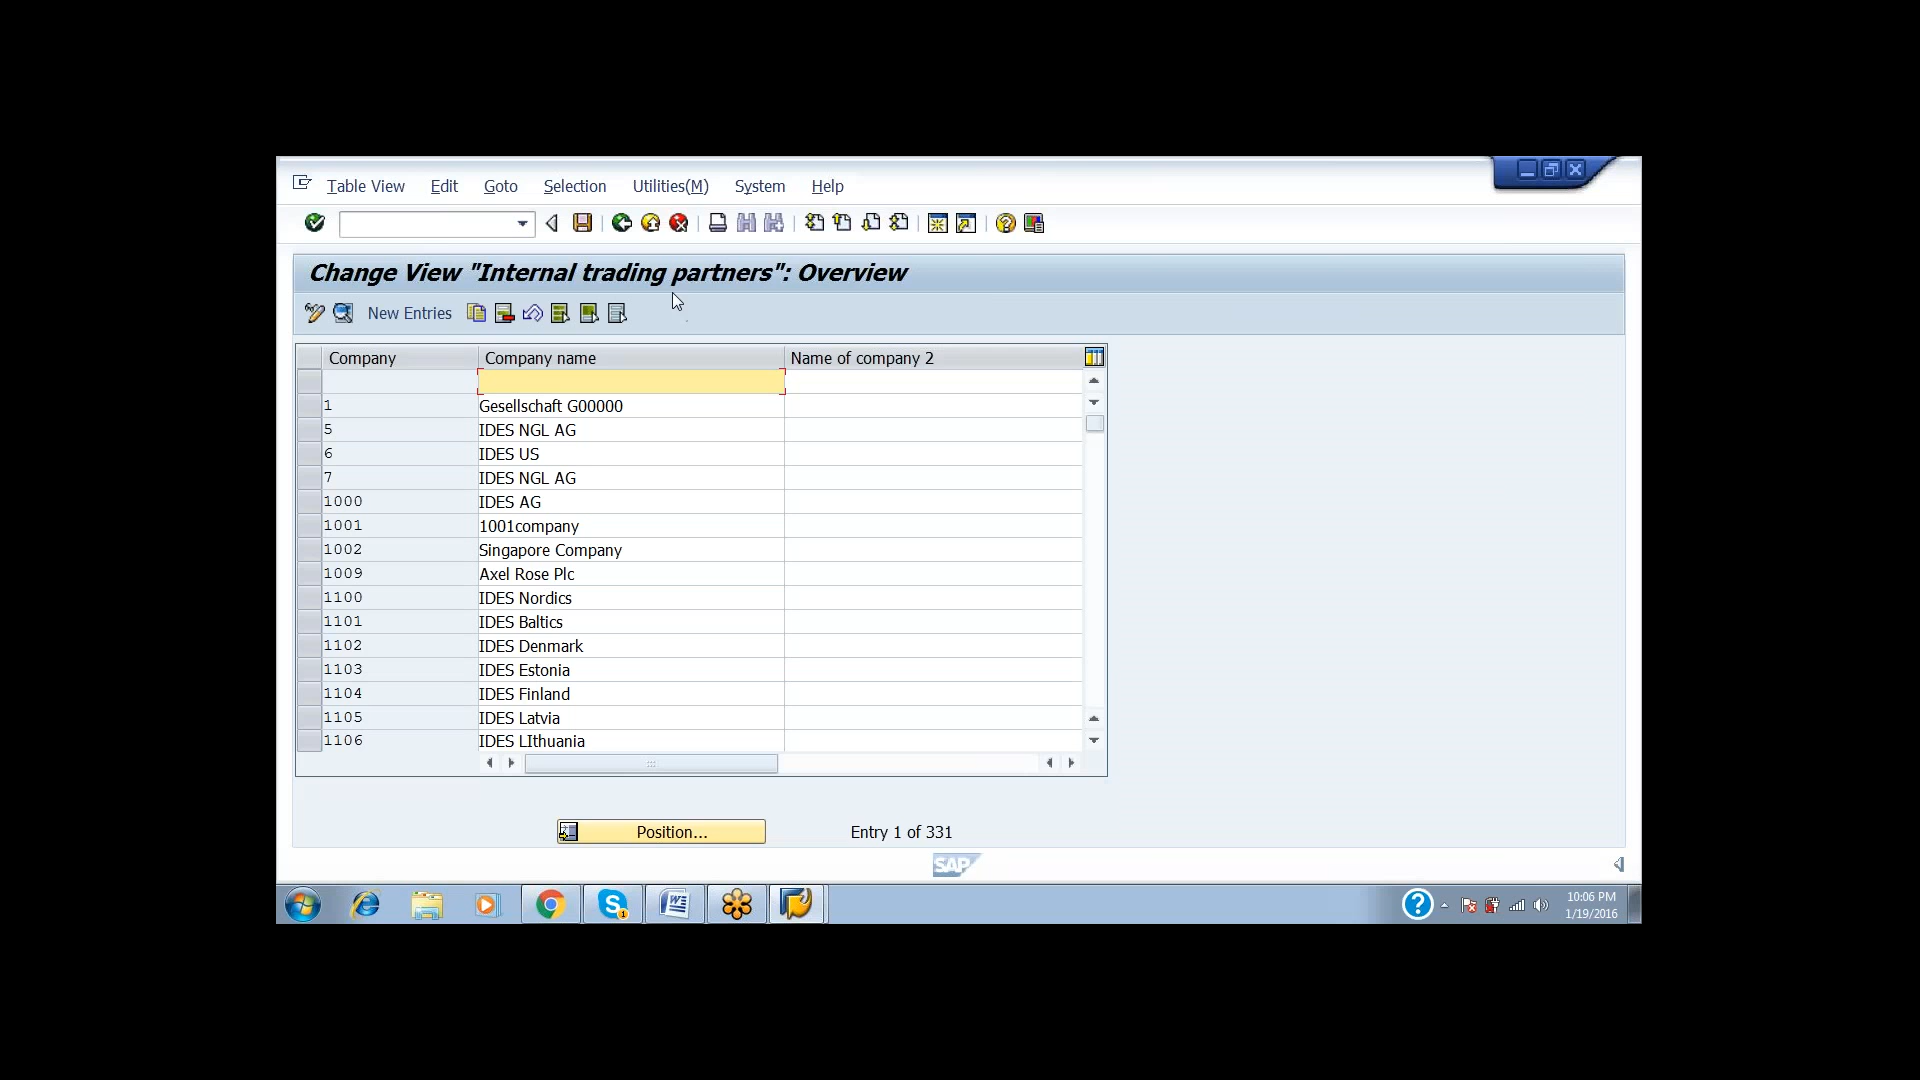 Table View Edit Goto Selection Utilities(M) System Help
Change View "Internal trading partners": Overview
New Entries
Company Company name Name of company 2
1 Gesellschaft G00000
5 IDES NGL AG
6 IDES US
7 IDES NGL AG
1000 IDES AG
1001 1001company
1002 Singapore Company
1009 Axel Rose Plc
1100 IDES Nordics
1101 IDES Baltics
1102 IDES Denmark
1103 IDES Estonia
1104 IDES Finland
1105 IDES Latvia
1106 IDES LIthuania
Position... Entry 1 of 331
SAP
10:06 PM
1/19/2016